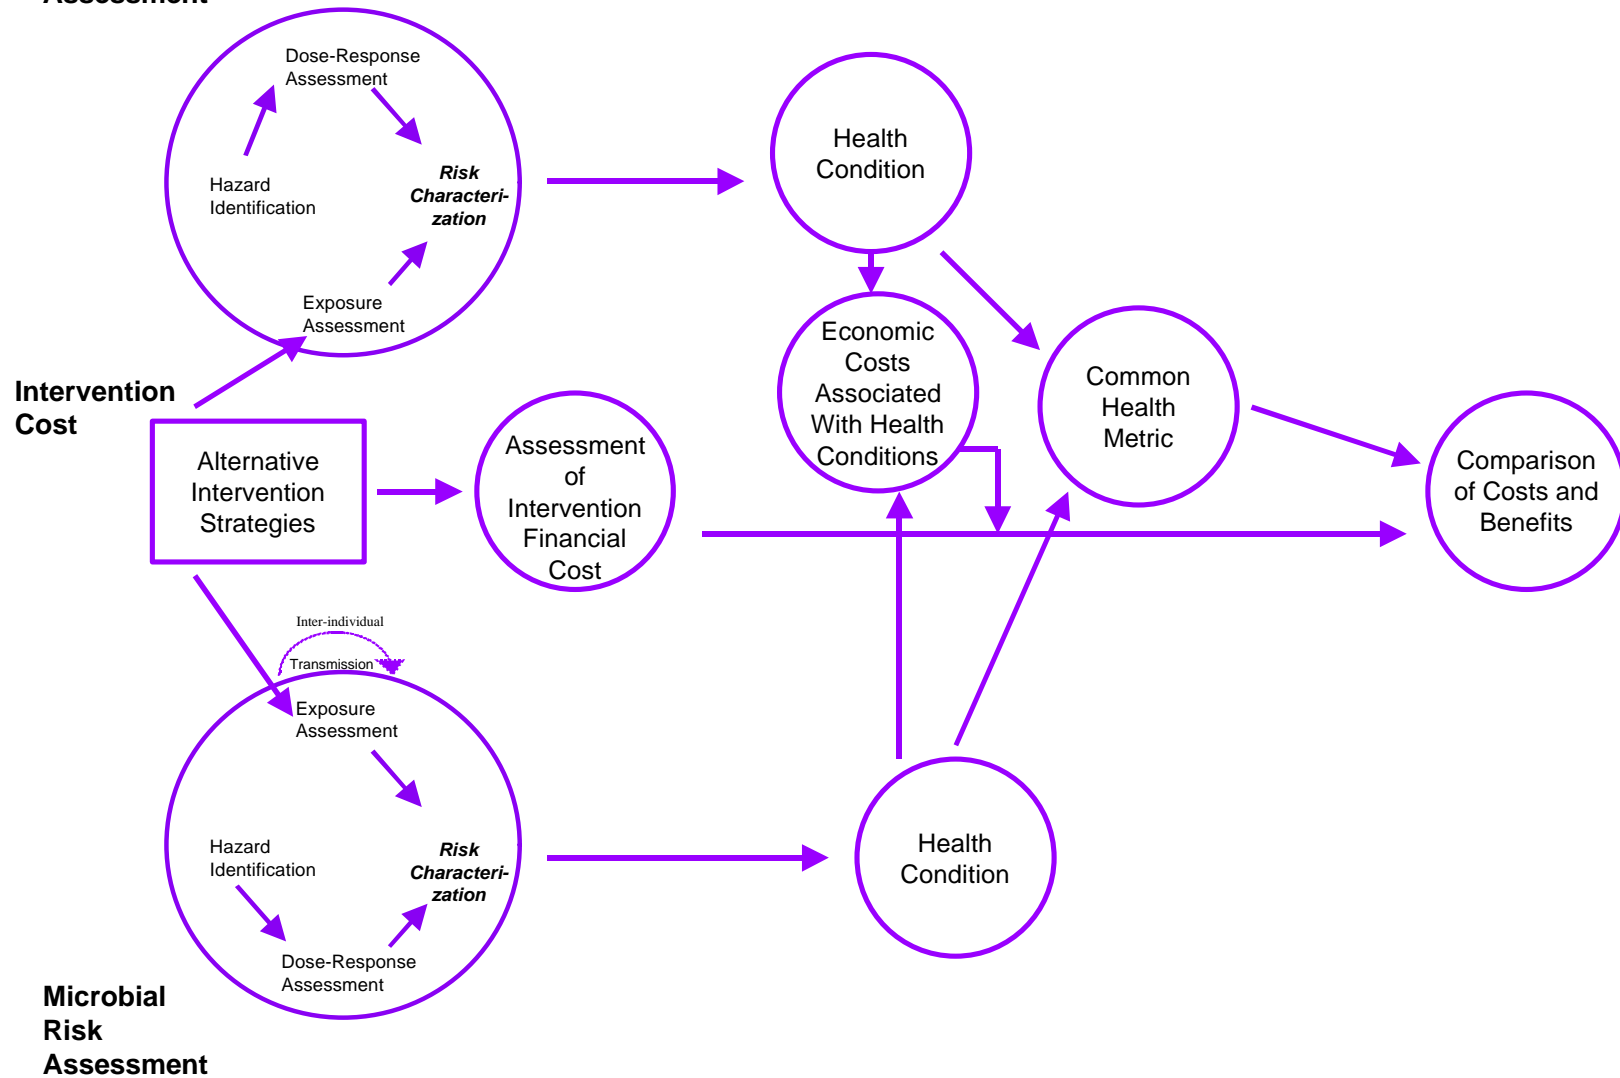 Assessment
Dose-Response
Assessment
Hazard
Identification
Risk
Characteri-
zation
Exposure
Assessment
Health
Condition
Economic
Costs
Associated
With Health
Conditions
Common
Health
Metric
Intervention
Cost
Alternative
Intervention
Strategies
Assessment
of
Intervention
Financial
Cost
Comparison
of Costs and
Benefits
Inter-individual
Transmission
Exposure
Assessment
Hazard
Identification
Risk
Characteri-
zation
Dose-Response
Assessment
Health
Condition
Microbial
Risk
Assessment